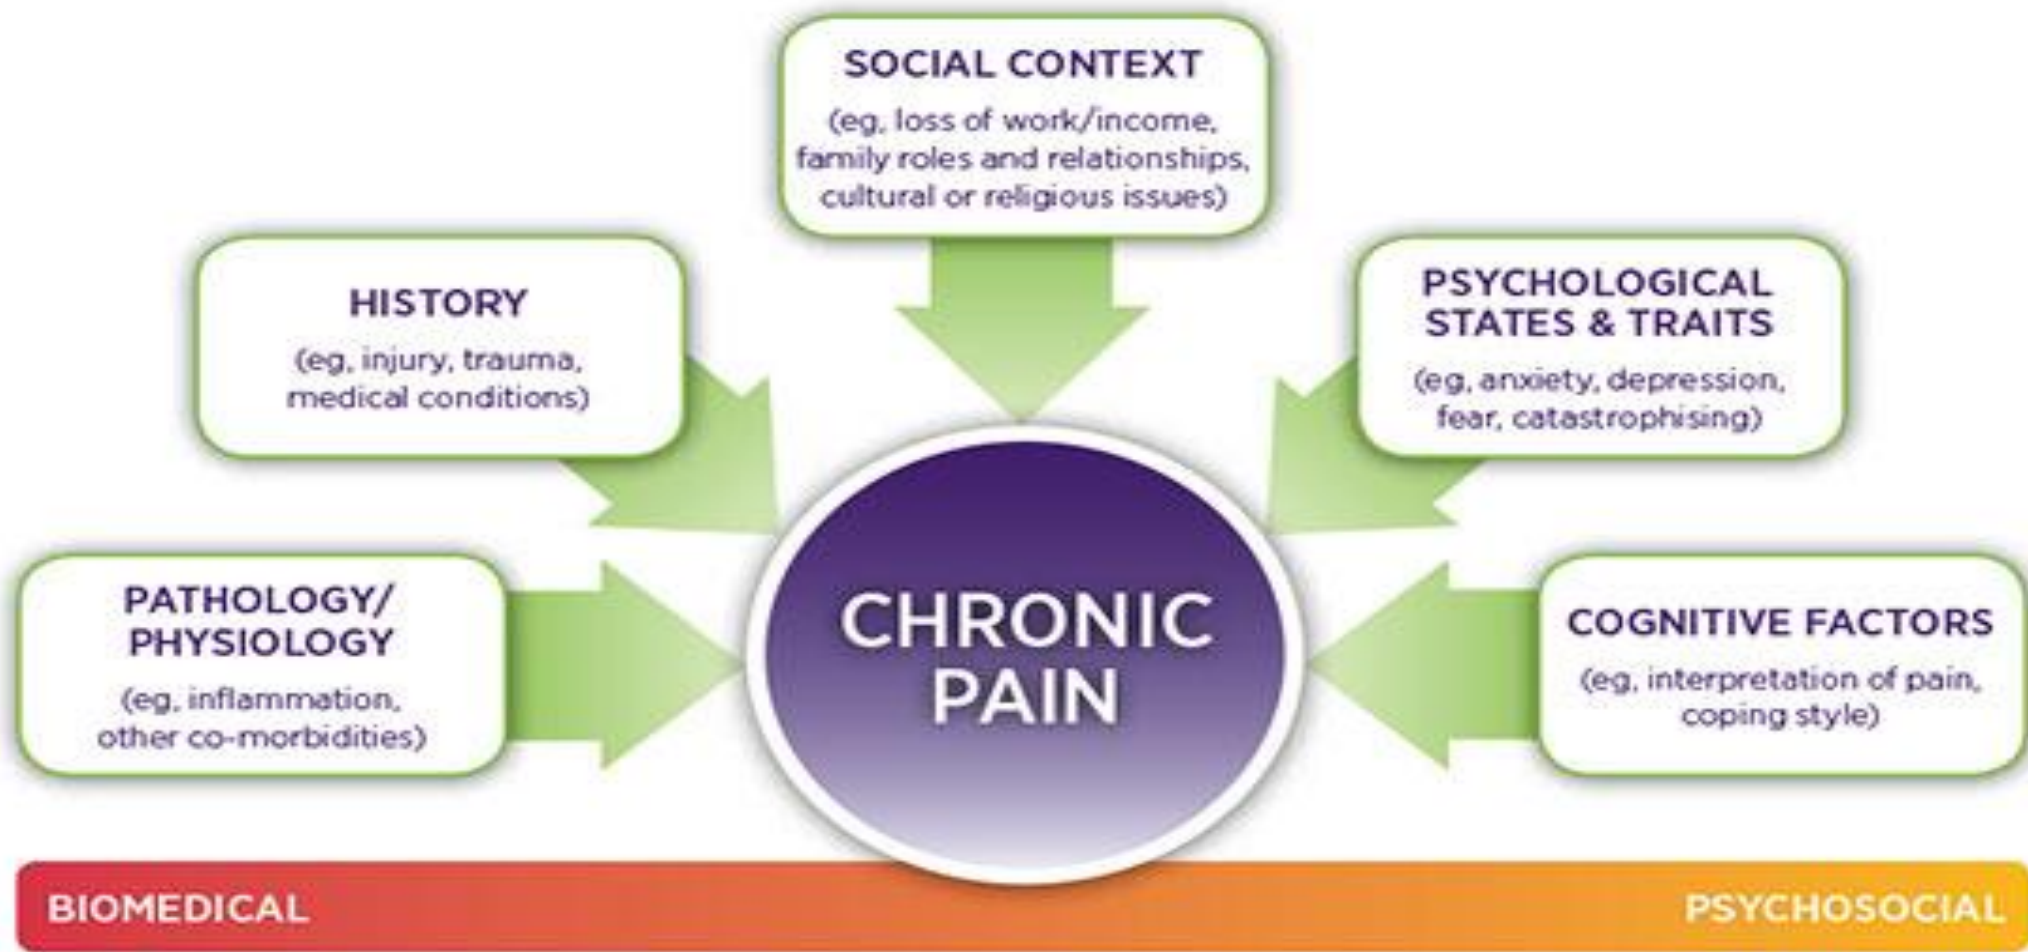 SOCIAL CONTEXT
(eg, loss of work/income,
family roles and relationships,
cultural or religious issues)
HISTORY
(eg, injury, trauma,
medical conditions)
PSYCHOLOGICAL
STATES & TRAITS
(eg, anxiety, depression,
fear, catastrophising)
PATHOLOGY/
PHYSIOLOGY
(eg, inflammation,
other co-morbidities)
CHRONIC
PAIN
COGNITIVE FACTORS
(eg, interpretation of pain,
coping style)
BIOMEDICAL
PSYCHOSOCIAL